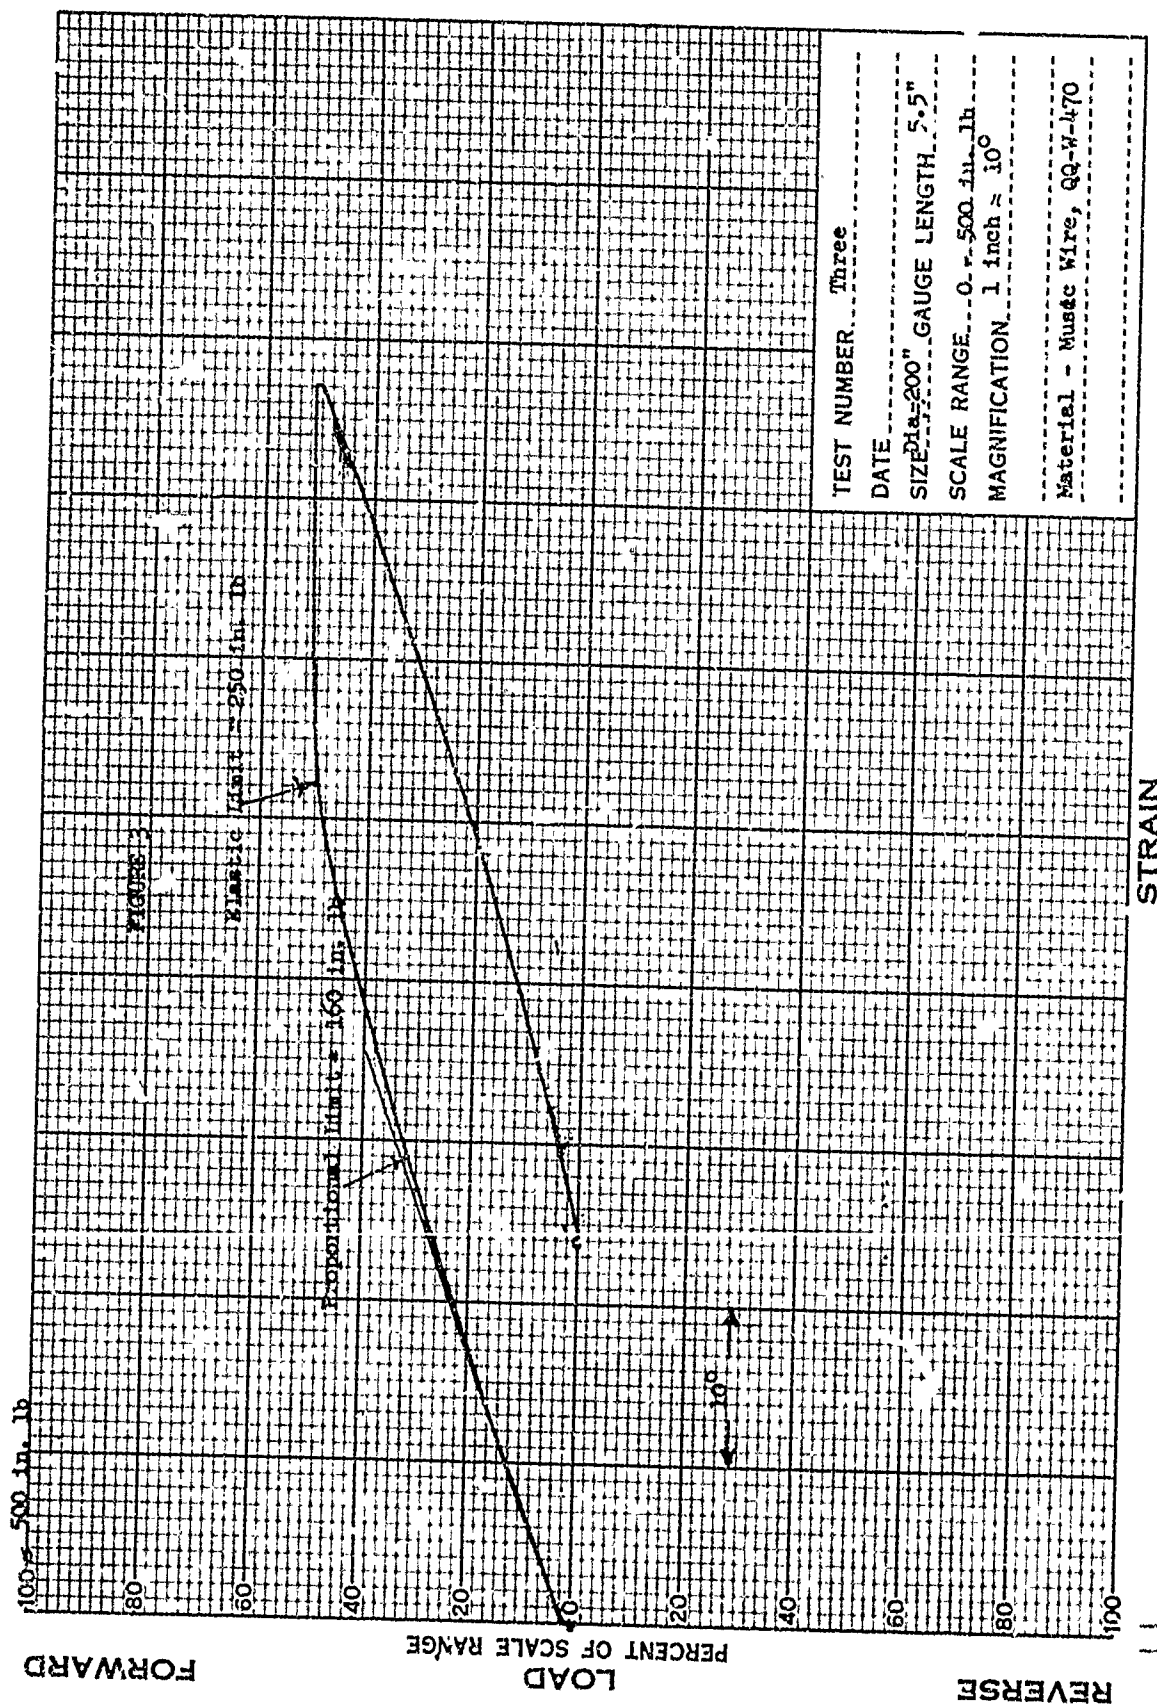 FIGURE 3
100 = 500 in. lb
Elastic Limit - 250 in. lb
Proportional Limit = 160 in. lb
80
60
40
20
0
20
40
60
80
100
FORWARD
LOAD
PERCENT OF SCALE RANGE
REVERSE
10°
STRAIN
TEST NUMBER Three
DATE
SIZE Dia-200" GAUGE LENGTH 5.5"
SCALE RANGE 0 - 500 in. lb
MAGNIFICATION 1 inch = 10°
Material - Music Wire, QQ-W-470